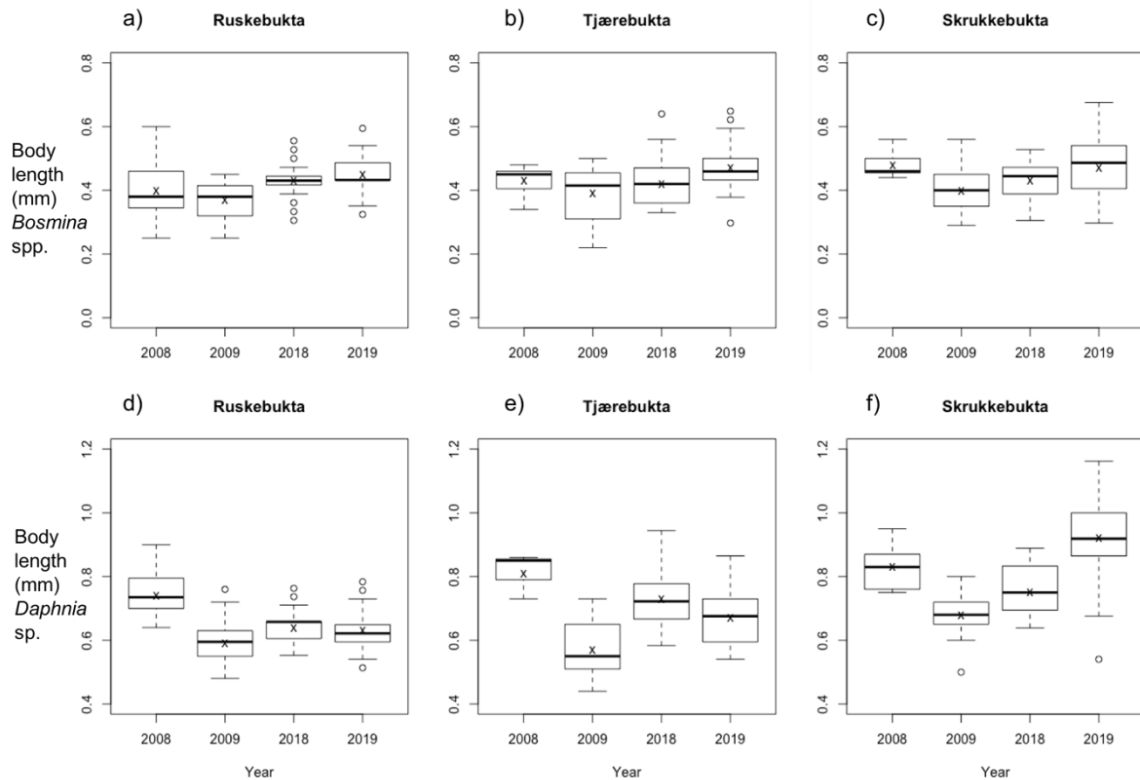 a) Ruskebukta
b) Tjærebukta
c) Skrukkebukta
Body
length
(mm)
Bosmina
spp.
0.0 0.2 0.4 0.6 0.8
2008 2009 2018 2019
0.0 0.2 0.4 0.6 0.8
2008 2009 2018 2019
0.0 0.2 0.4 0.6 0.8
2008 2009 2018 2019
d) Ruskebukta
e) Tjærebukta
f) Skrukkebukta
Body
length
(mm)
Daphnia
sp.
0.4 0.6 0.8 1.0 1.2
2008 2009 2018 2019
Year
0.4 0.6 0.8 1.0 1.2
2008 2009 2018 2019
Year
0.4 0.6 0.8 1.0 1.2
2008 2009 2018 2019
Year